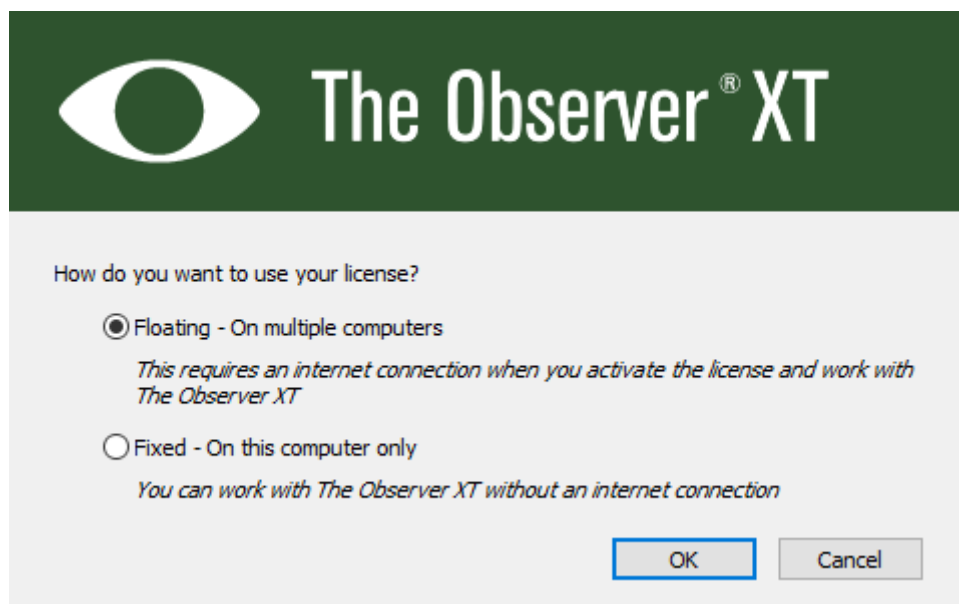 The Observer® XT
How do you want to use your license?
Floating - On multiple computers
This requires an internet connection when you activate the license and work with
The Observer XT
Fixed - On this computer only
You can work with The Observer XT without an internet connection
OK Cancel